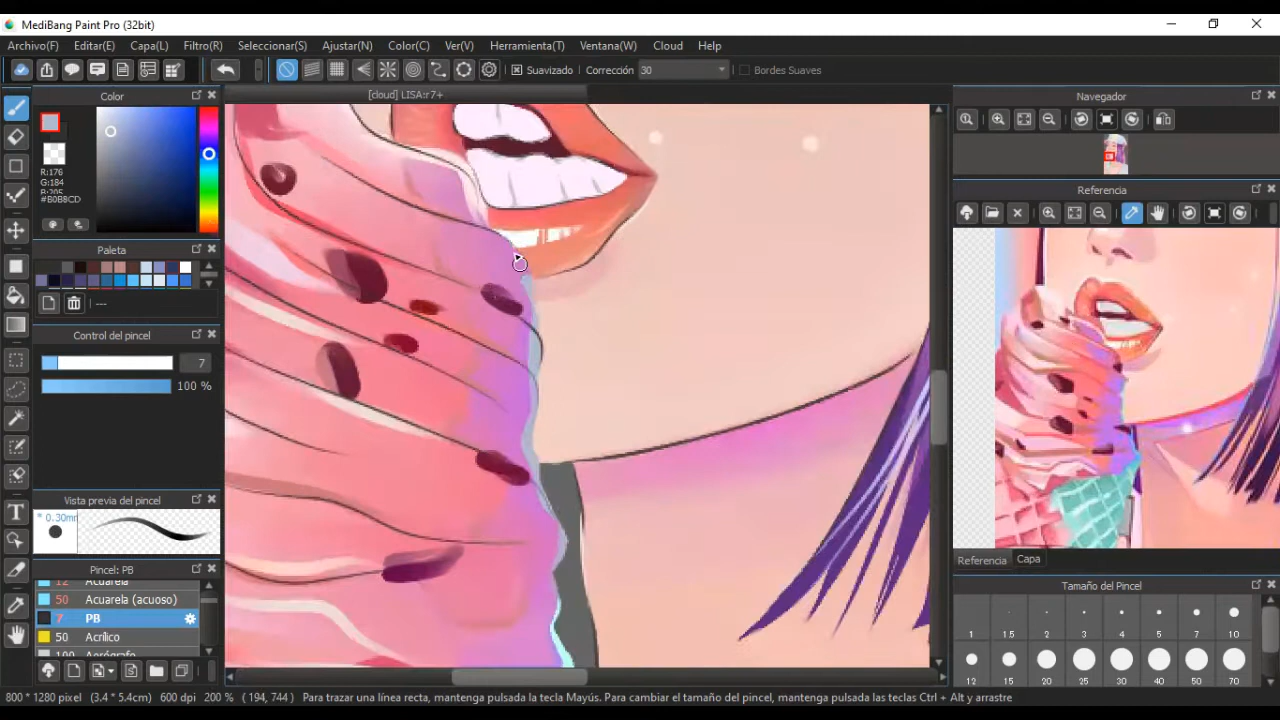 MediBang Paint Pro (32bit)
Archivo(F) Editar(E) Capa(L) Filtro(R) Seleccionar(S) Ajustar(N) Color(C) Ver(V) Herramienta(T) Ventana(W) Cloud Help
Suavizado Corrección 30 Bordes Suaves
Color
[cloud] LISA:r7+
Navegador
R:176
G:184
B:205
#B0B8CD
Referencia
Paleta
---
Control del pincel
7
100 %
Vista previa del pincel
* 0.30mm
Referencia Capa
Pincel: PB
Tamaño del Pincel
12 Acuarela
50 Acuarela (acuoso)
7 PB
50 Acrílico
100 Aerógrafo
1 1.5 2 3 4 5 7 10
12 15 20 25 30 40 50 70
800 * 1280 pixel (3.4 * 5.4cm) 600 dpi 200 % ( 194, 744 ) Para trazar una línea recta, mantenga pulsada la tecla Mayús. Para cambiar el tamaño del pincel, mantenga pulsadas las teclas Ctrl + Alt y arrastre